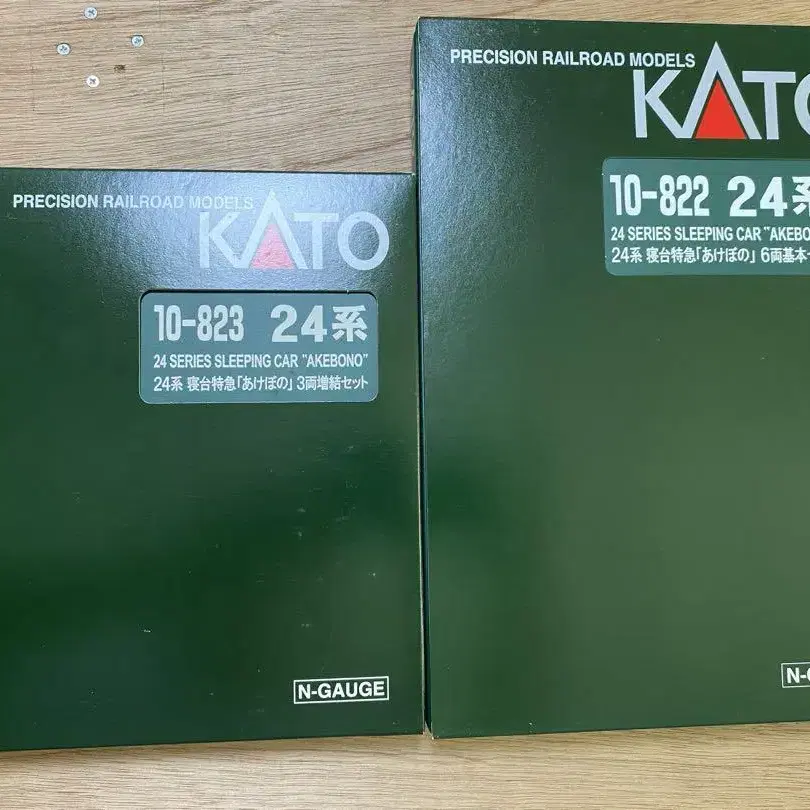 PRECISION RAILROAD MODELS
KATO
10-823 24系
24 SERIES SLEEPING CAR "AKEBONO"
24系 寝台特急「あけぼの」3両増結セット
N-GAUGE
PRECISION RAILROAD MODELS
KATO
10-822 24系
24 SERIES SLEEPING CAR "AKEBO
24系 寝台特急「あけぼの」6両基本
N-G